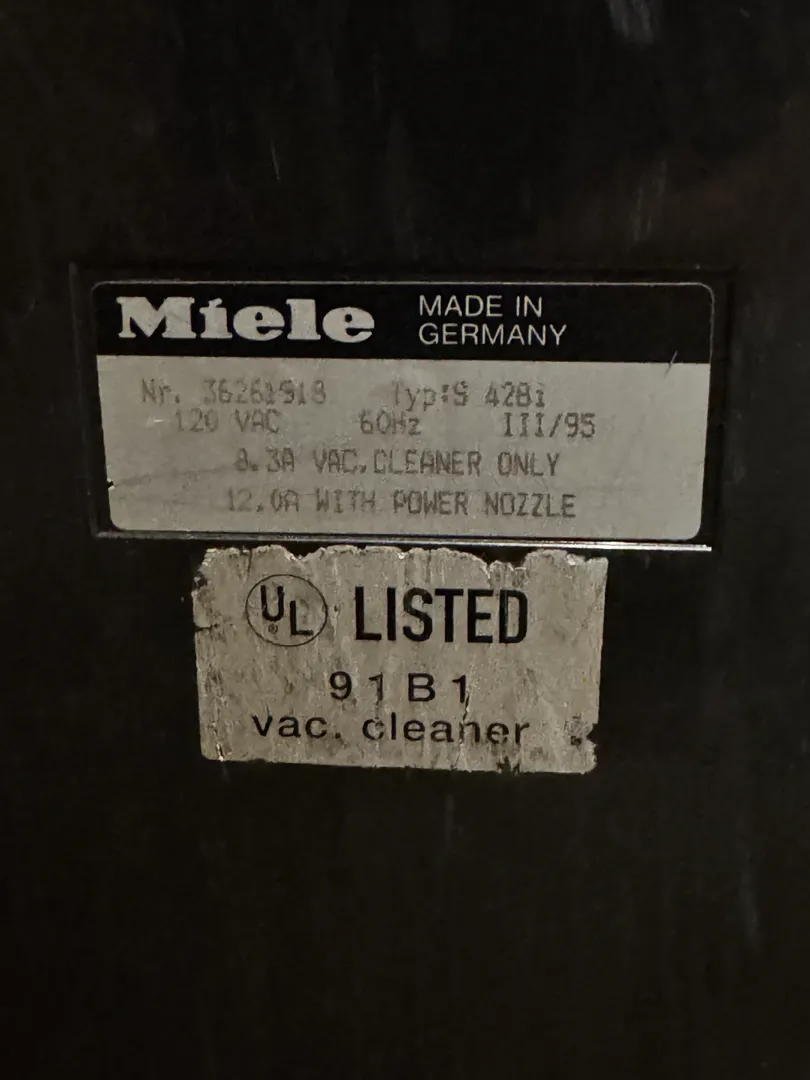 Miele MADE IN GERMANY
Nr. 36261918 Typ:S 428i
120 VAC 60Hz III/95
8.3A VAC.CLEANER ONLY
12.0A WITH POWER NOZZLE
UL® LISTED
91B1
vac. cleaner